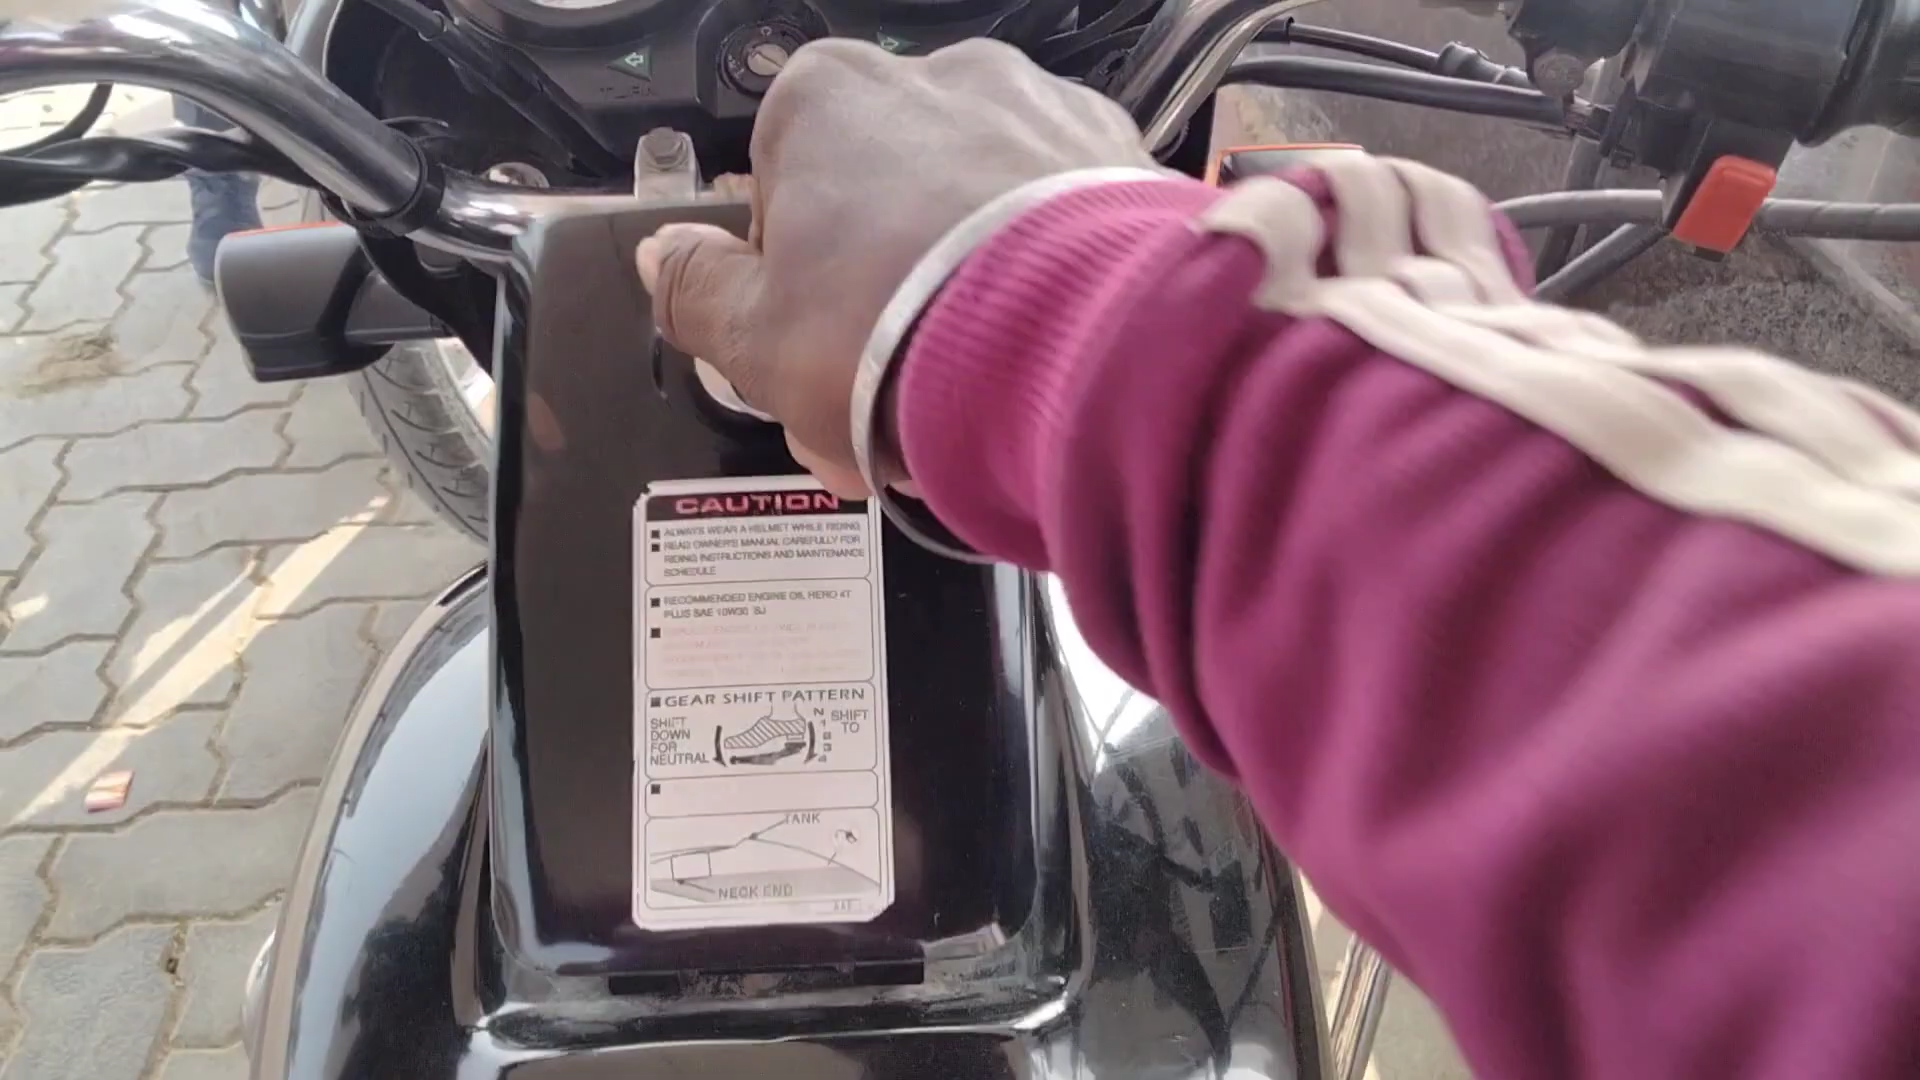 CAUTION
ALWAYS WEAR A HELMET WHILE RIDING
READ OWNER'S MANUAL CAREFULLY FOR
RIDING INSTRUCTIONS AND MAINTENANCE
SCHEDULE
RECOMMENDED ENGINE OIL HERO 4T
PLUS SAE 10W30 SJ
GEAR SHIFT PATTERN
SHIFT
DOWN
FOR
NEUTRAL
N
1
2
3
4
SHIFT
TO
TANK
NECK END